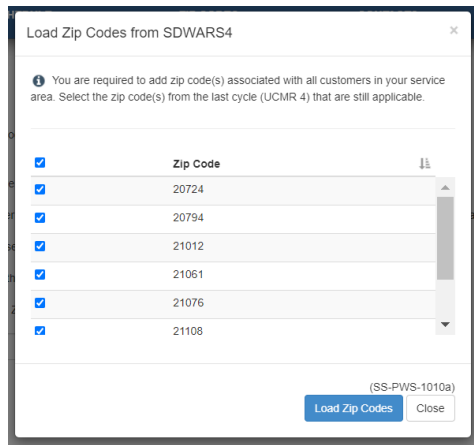 Load Zip Codes from SDWARS4
×
You are required to add zip code(s) associated with all customers in your service
area. Select the zip code(s) from the last cycle (UCMR 4) that are still applicable.
Zip Code
20724
20794
21012
21061
21076
21108
(SS-PWS-1010a)
Load Zip Codes
Close